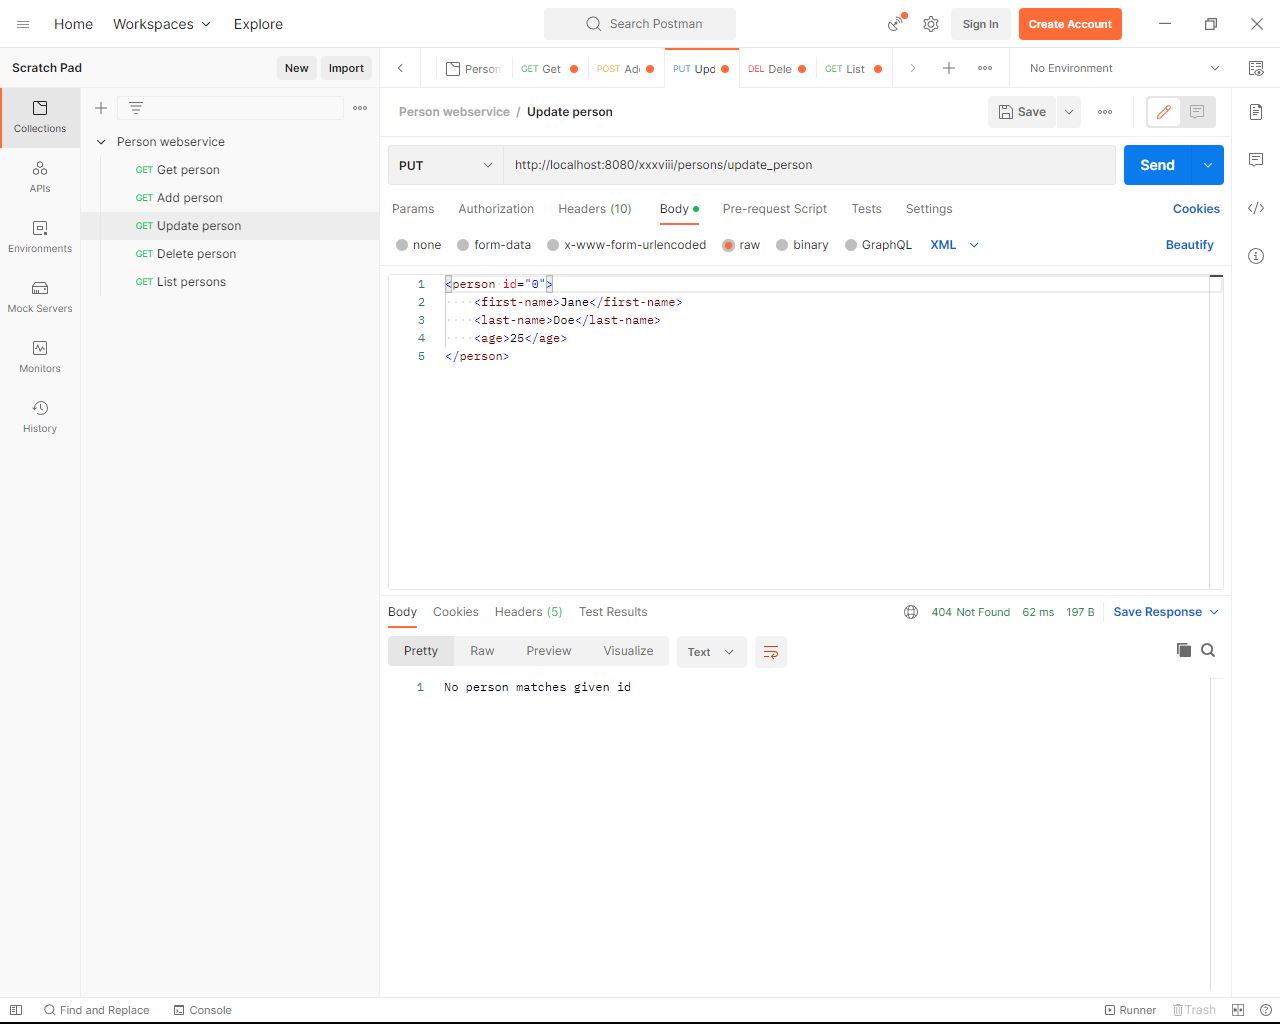 Home Workspaces Explore Search Postman Sign In Create Account
Scratch Pad New Import Person GET Get POST Ad PUT Upd DEL Dele GET List No Environment
Collections
APIs
Environments
Mock Servers
Monitors
History
Person webservice
GET Get person
GET Add person
GET Update person
GET Delete person
GET List persons
Person webservice / Update person Save
PUT http://localhost:8080/xxxviii/persons/update_person Send
Params Authorization Headers (10) Body Pre-request Script Tests Settings Cookies
none form-data x-www-form-urlencoded raw binary GraphQL XML Beautify
1 <person id="0">
2 <first-name>Jane</first-name>
3 <last-name>Doe</last-name>
4 <age>25</age>
5 </person>
Body Cookies Headers (5) Test Results 404 Not Found 62 ms 197 B Save Response
Pretty Raw Preview Visualize Text
1 No person matches given id
Find and Replace Console Runner Trash